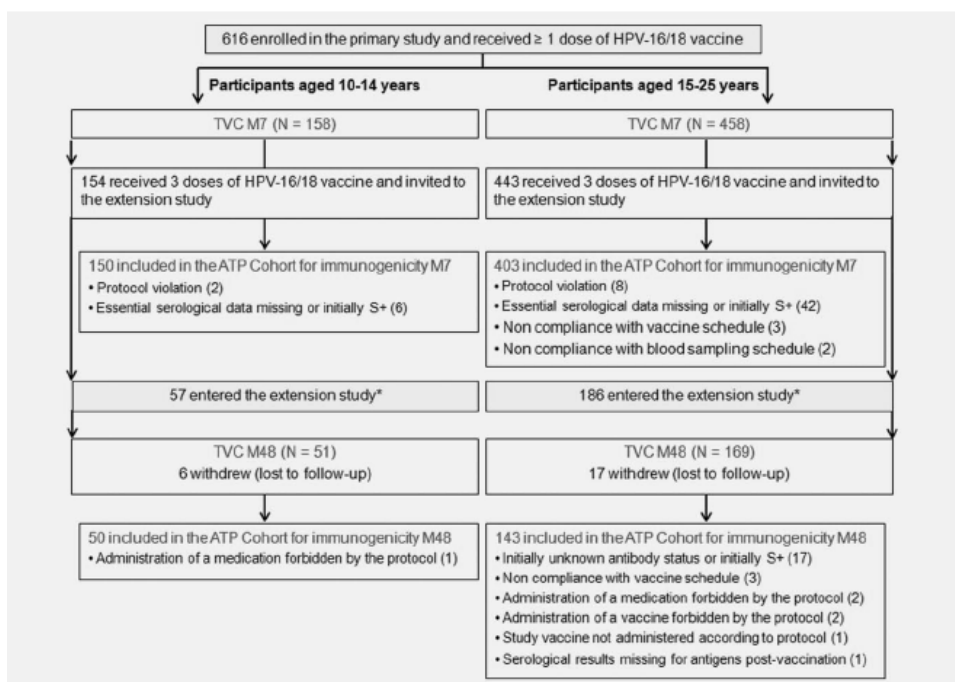 616 enrolled in the primary study and received ≥ 1 dose of HPV-16/18 vaccine
Participants aged 10-14 years
Participants aged 15-25 years
TVC M7 (N = 158)
TVC M7 (N = 458)
154 received 3 doses of HPV-16/18 vaccine and invited to
the extension study
443 received 3 doses of HPV-16/18 vaccine and invited to
the extension study
150 included in the ATP Cohort for immunogenicity M7
• Protocol violation (2)
• Essential serological data missing or initially S+ (6)
403 included in the ATP Cohort for immunogenicity M7
• Protocol violation (8)
• Essential serological data missing or initially S+ (42)
• Non compliance with vaccine schedule (3)
• Non compliance with blood sampling schedule (2)
57 entered the extension study*
186 entered the extension study*
TVC M48 (N = 51)
6 withdrew (lost to follow-up)
TVC M48 (N = 169)
17 withdrew (lost to follow-up)
50 included in the ATP Cohort for immunogenicity M48
• Administration of a medication forbidden by the protocol (1)
143 included in the ATP Cohort for immunogenicity M48
• Initially unknown antibody status or initially S+ (17)
• Non compliance with vaccine schedule (3)
• Administration of a medication forbidden by the protocol (2)
• Administration of a vaccine forbidden by the protocol (2)
• Study vaccine not administered according to protocol (1)
• Serological results missing for antigens post-vaccination (1)